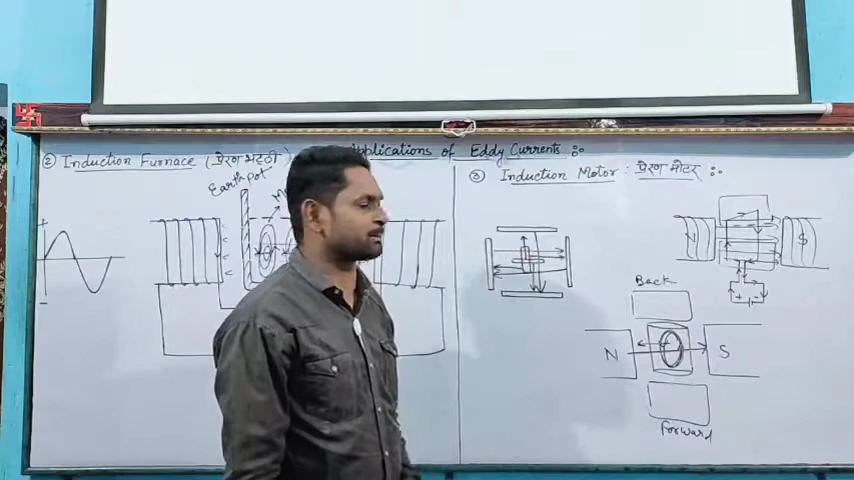 Applications of Eddy Currents :
② Induction Furnace (प्रेरण भट्टी)
Earth pot
+
-
③ Induction Motor : प्रेरण मोटर :
N S
+ -
Back
N S
Forward